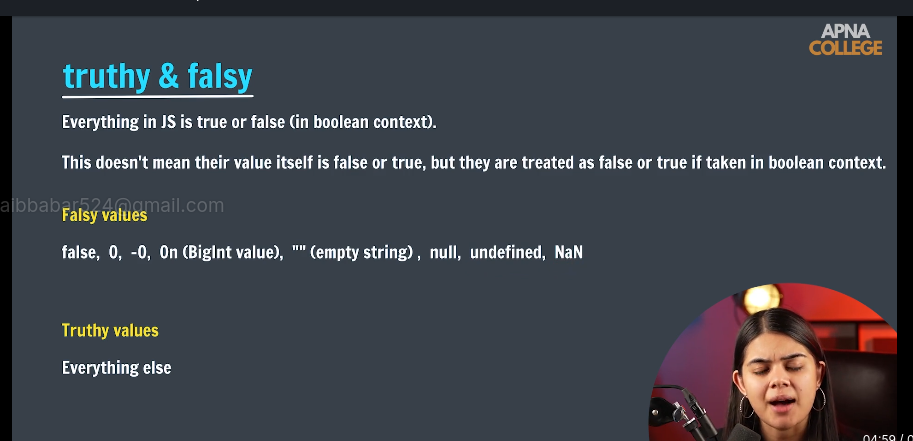 APNA
COLLEGE
truthy & falsy
Everything in JS is true or false (in boolean context).
This doesn't mean their value itself is false or true, but they are treated as false or true if taken in boolean context.
aibbabar524@gmail.com
Falsy values
false, 0, -0, 0n (BigInt value), "" (empty string) , null, undefined, NaN
Truthy values
Everything else
04:59 /